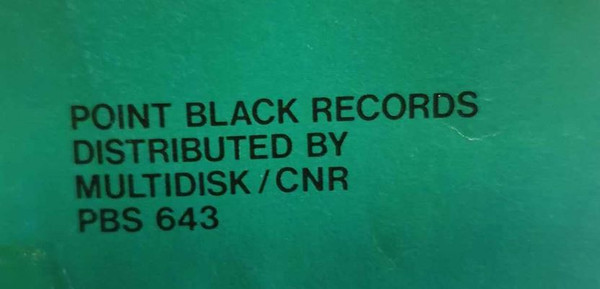 POINT BLACK RECORDS
DISTRIBUTED BY
MULTIDISK / CNR
PBS 643